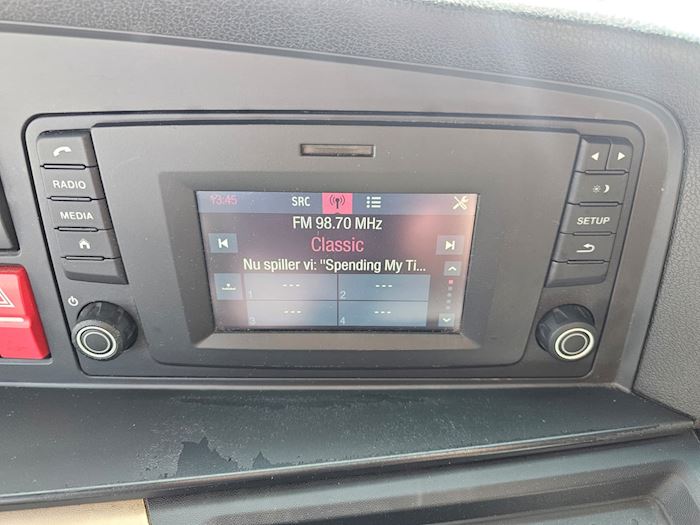 RADIO
MEDIA
SETUP
13:45 SRC
FM 98.70 MHz
Classic
Nu spiller vi: "Spending My Ti...
1 --- 2 ---
3 --- 4 ---